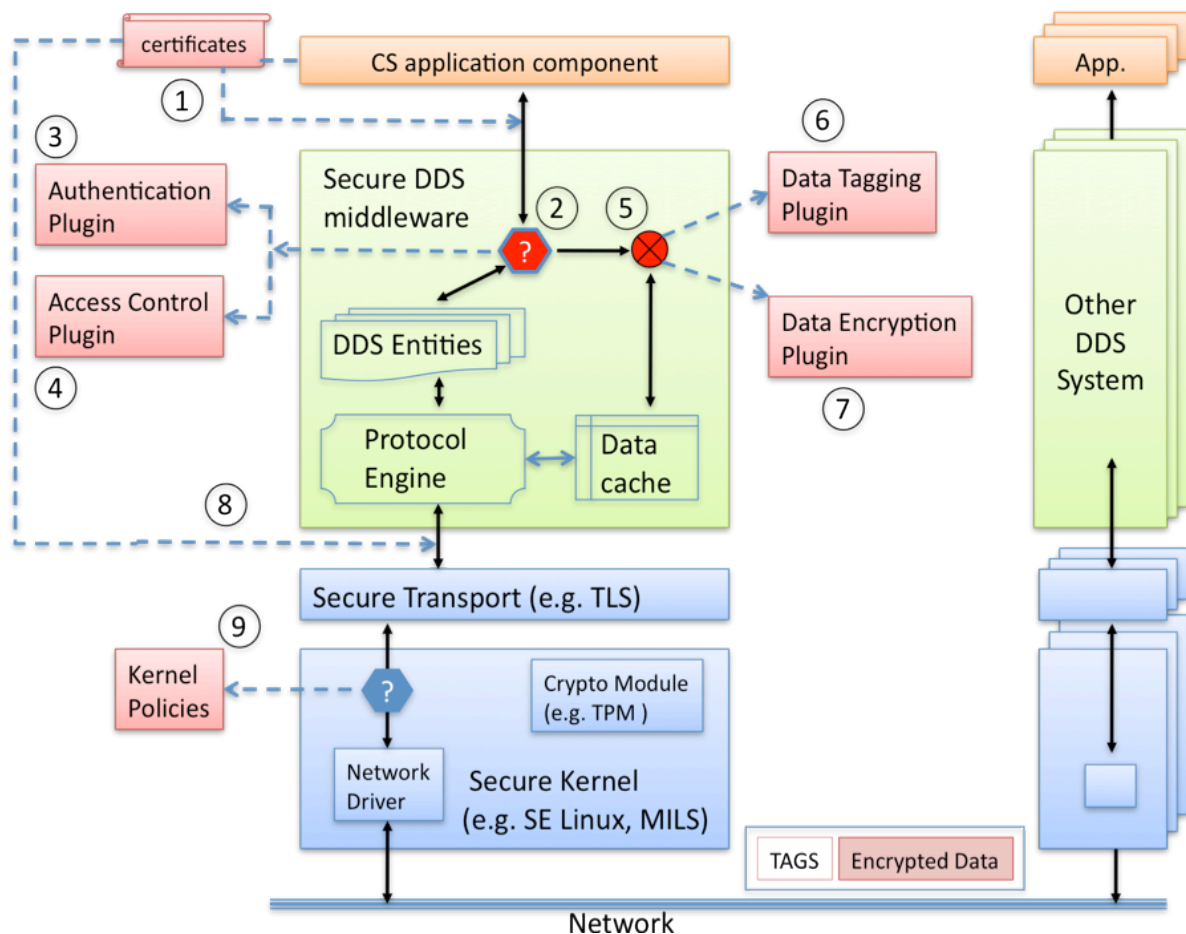 certificates
CS application component
App.
1
3
6
Authentication
Plugin
Secure DDS
middleware
2
5
Data Tagging
Plugin
?
Access Control
Plugin
4
DDS Entities
Data Encryption
Plugin
7
Other
DDS
System
Protocol
Engine
Data
cache
8
Secure Transport (e.g. TLS)
9
Kernel
Policies
?
Crypto Module
(e.g. TPM )
Network
Driver
Secure Kernel
(e.g. SE Linux, MILS)
TAGS
Encrypted Data
Network